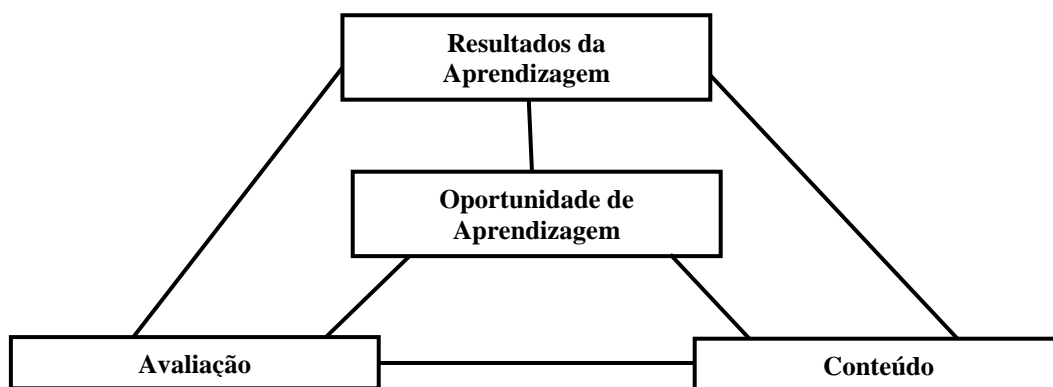 Resultados da
Aprendizagem
Oportunidade de
Aprendizagem
Avaliação
Conteúdo